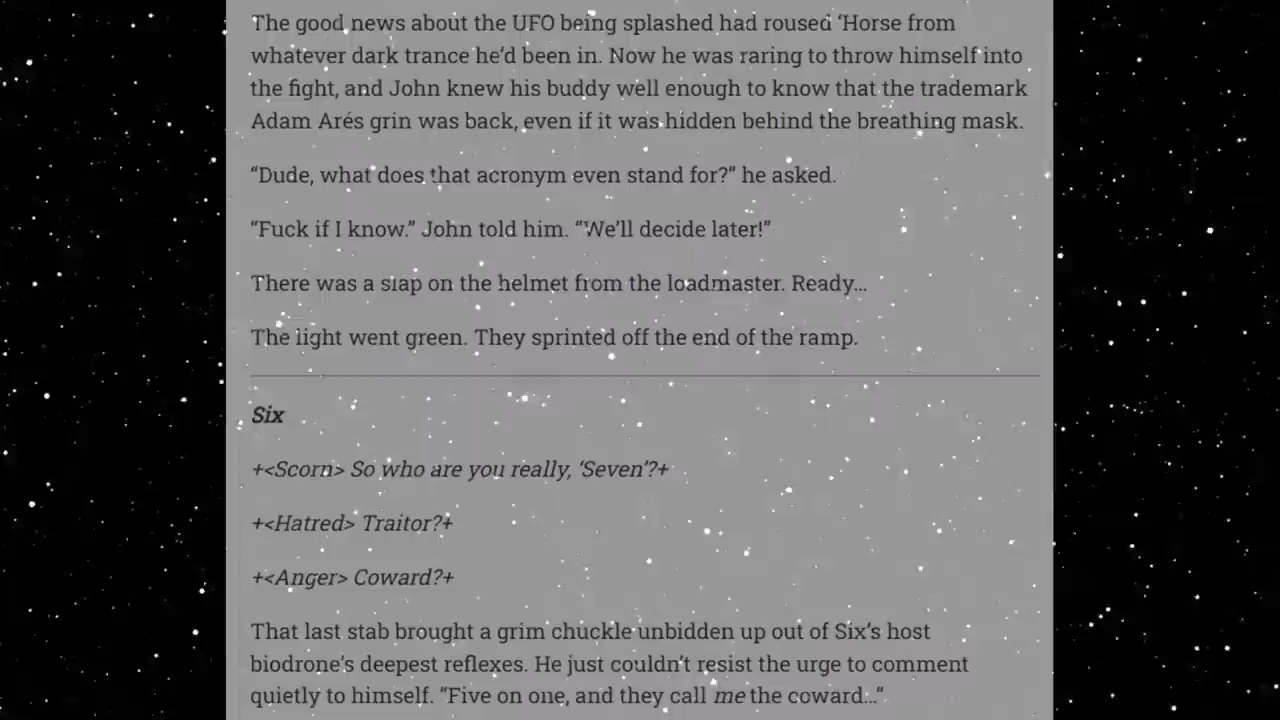 The good news about the UFO being splashed had roused ‘Horse from
whatever dark trance he’d been in. Now he was raring to throw himself into
the fight, and John knew his buddy well enough to know that the trademark
Adam Arés grin was back, even if it was hidden behind the breathing mask.
“Dude, what does that acronym even stand for?” he asked.
“Fuck if I know.” John told him. “We’ll decide later!”
There was a slap on the helmet from the loadmaster. Ready…
The light went green. They sprinted off the end of the ramp.
Six
+<Scorn> So who are you really, ‘Seven’?+
+<Hatred> Traitor?+
+<Anger> Coward?+
That last stab brought a grim chuckle unbidden up out of Six’s host
biodrone’s deepest reflexes. He just couldn’t resist the urge to comment
quietly to himself. “Five on one, and they call me the coward…”